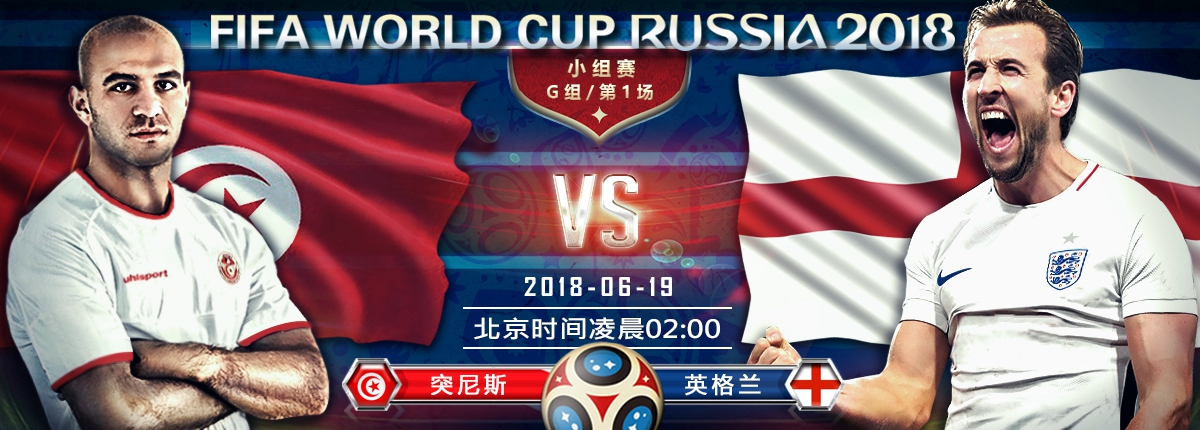 FIFA WORLD CUP RUSSIA 2018
小组赛
G组/第1场
VS
2018-06-19
北京时间凌晨02:00
突尼斯
英格兰
uhlsport